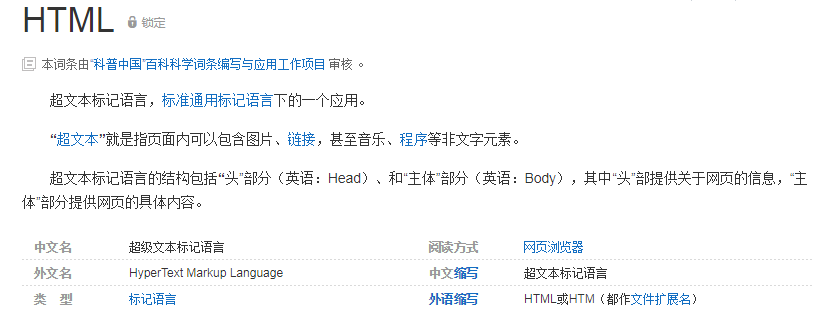 HTML 锁定
本词条由“科普中国”百科科学词条编写与应用工作项目 审核 。
超文本标记语言，标准通用标记语言下的一个应用。
“超文本”就是指页面内可以包含图片、链接，甚至音乐、程序等非文字元素。
超文本标记语言的结构包括“头”部分（英语：Head）、和“主体”部分（英语：Body），其中“头”部提供关于网页的信息，“主
体”部分提供网页的具体内容。
中文名 超级文本标记语言 阅读方式 网页浏览器
外文名 HyperText Markup Language 中文缩写 超文本标记语言
类 型 标记语言 外语缩写 HTML或HTM（都作文件扩展名）